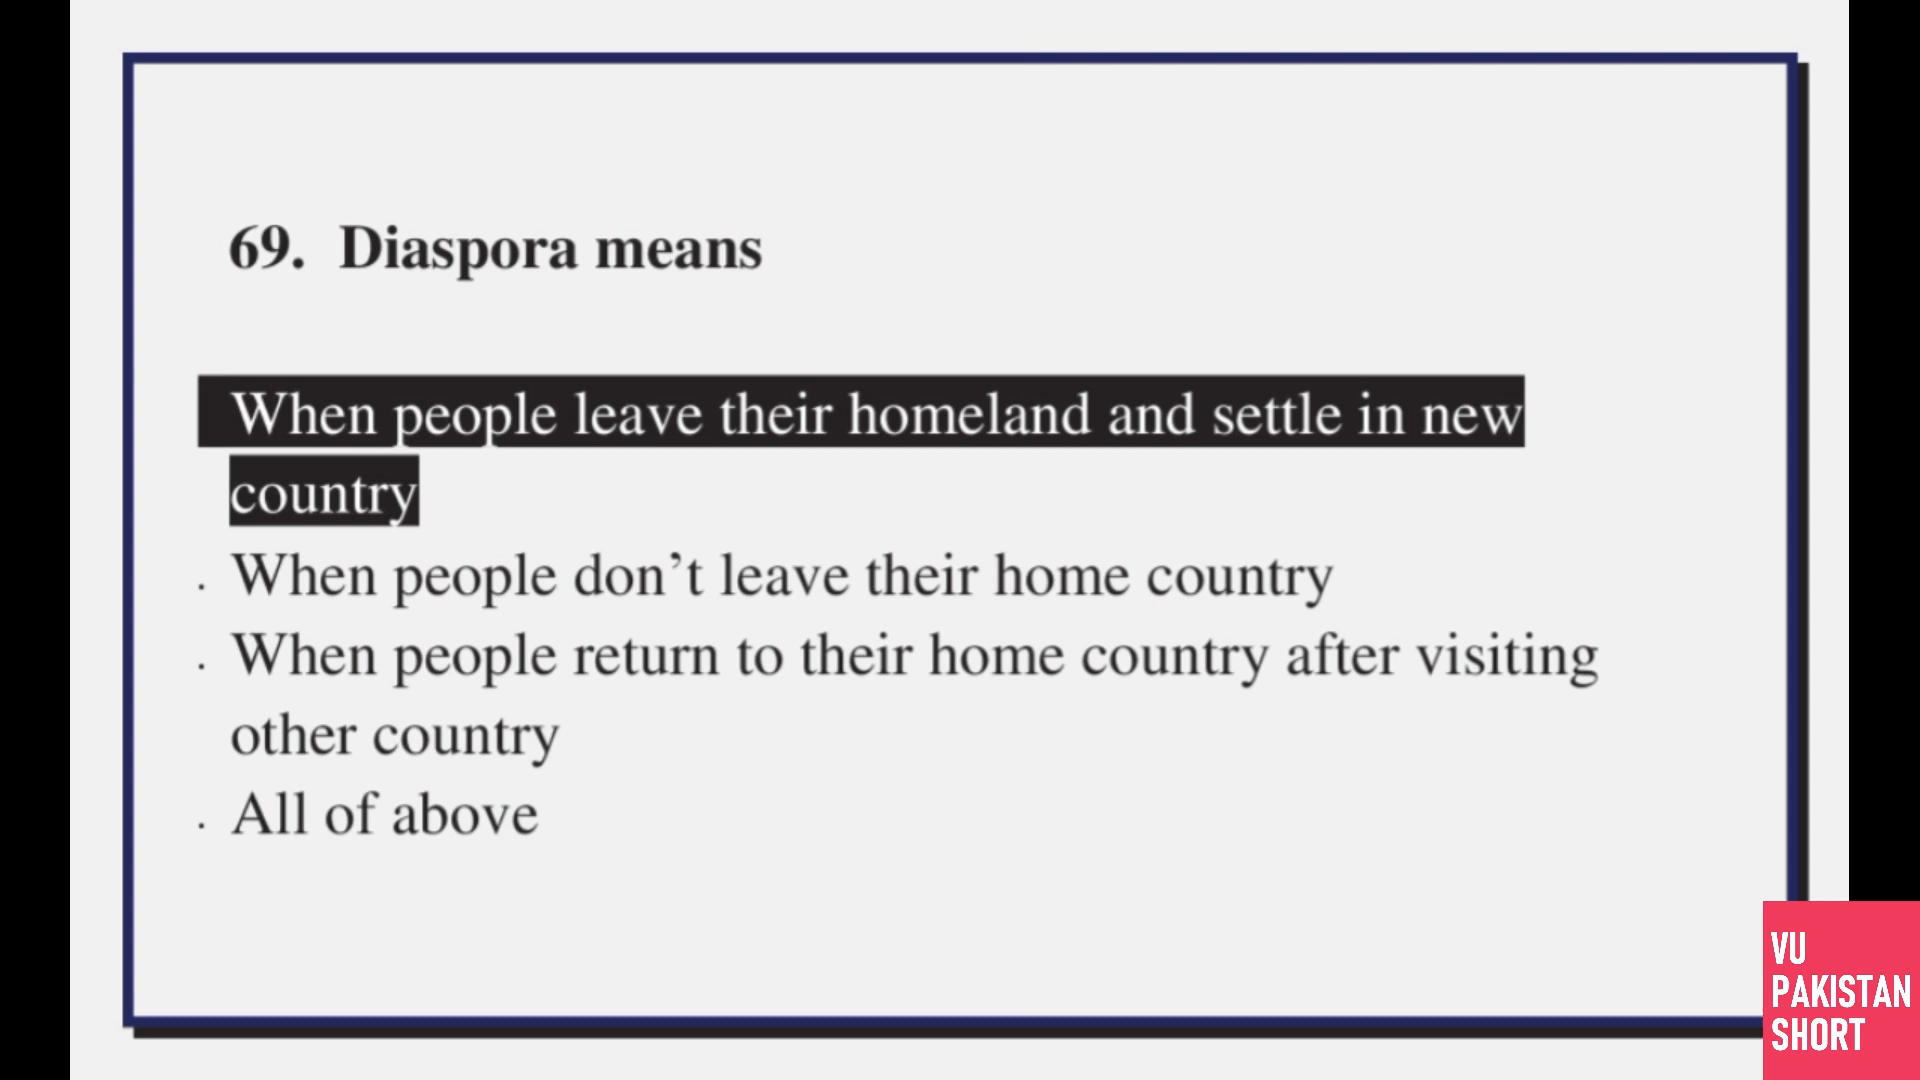 69. Diaspora means
When people leave their homeland and settle in new
country
. When people don’t leave their home country
. When people return to their home country after visiting
other country
. All of above
VU
PAKISTAN
SHORT